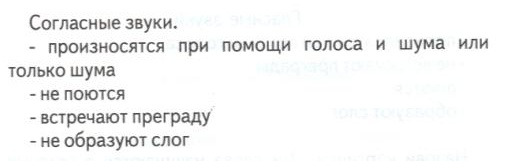 Согласные звуки.
- произносятся при помощи голоса и шума или
только шума
- не поются
- встречают преграду
- не образуют слог